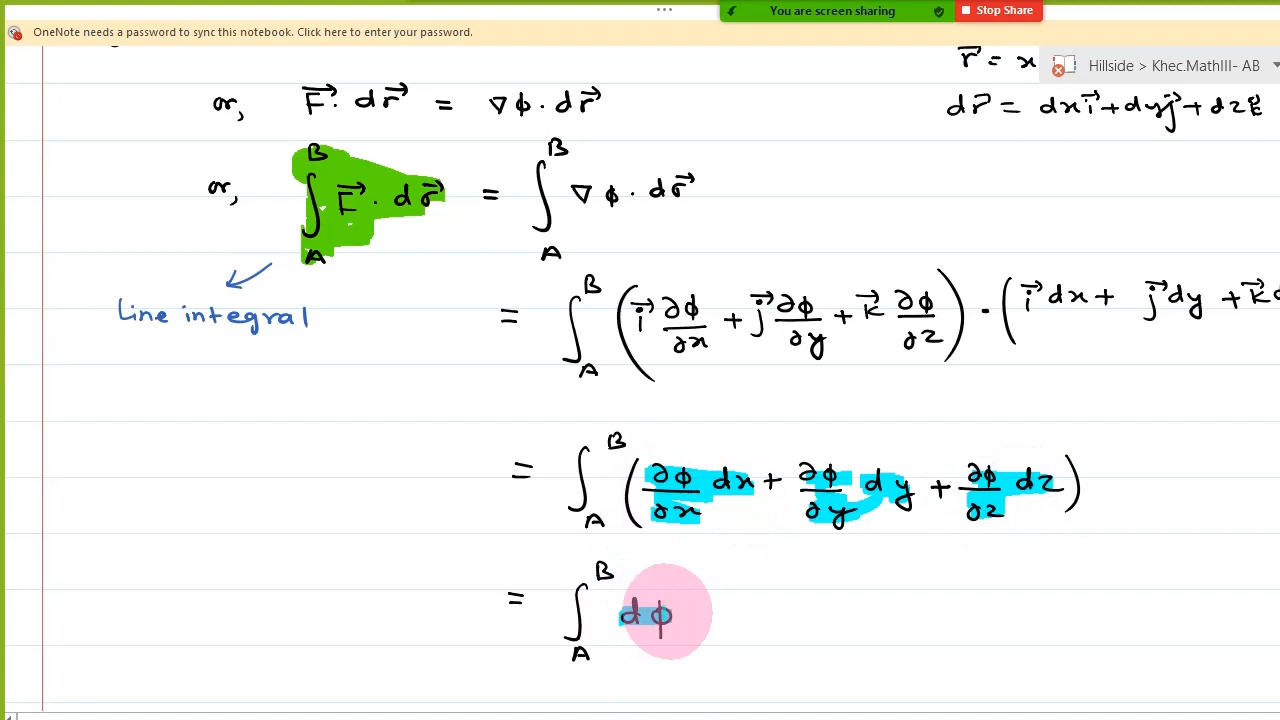 You are screen sharing Stop Share
OneNote needs a password to sync this notebook. Click here to enter your password.
r⃗ = x
Hillside > Khec.MathIII- AB
or, F⃗ · dr⃗ = ∇φ · dr⃗
dr⃗ = dx i⃗ + dy j⃗ + dz k⃗
or, ∫_A^B F⃗ · dr⃗ = ∫_A^B ∇φ · dr⃗
Line integral
= ∫_A^B (i⃗ ∂φ/∂x + j⃗ ∂φ/∂y + k⃗ ∂φ/∂z) · (i⃗ dx + j⃗ dy + k⃗
= ∫_A^B (∂φ/∂x dx + ∂φ/∂y dy + ∂φ/∂z dz)
= ∫_A^B dφ